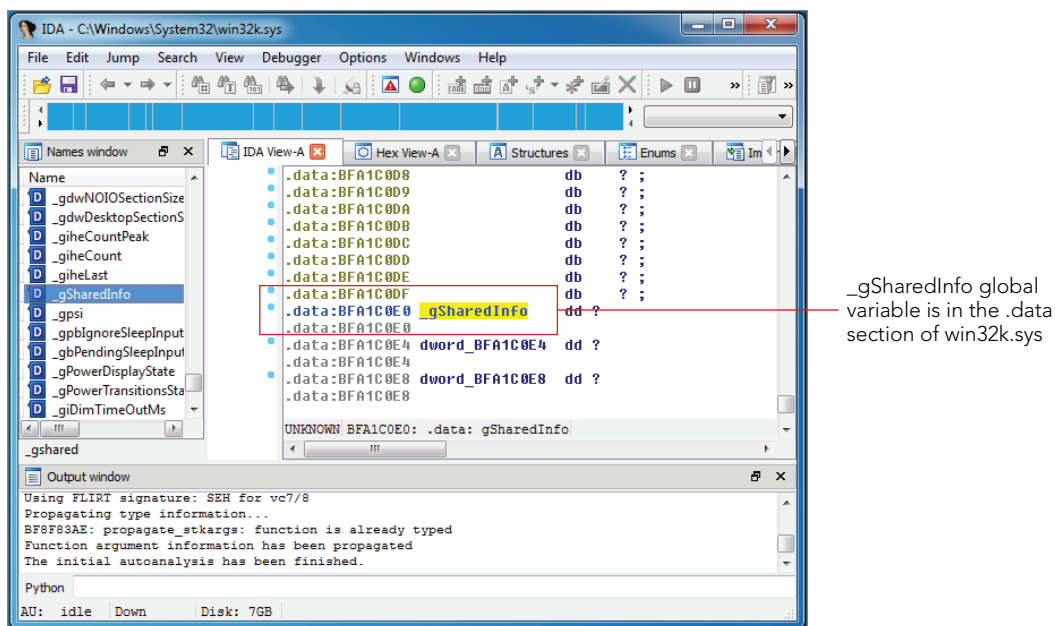 IDA - C:\Windows\System32\win32k.sys
File Edit Jump Search View Debugger Options Windows Help
Names window
IDA View-A
Hex View-A
Structures
Enums
Im
Name
_gdwNOIOSectionSize
_gdwDesktopSectionS
_giheCountPeak
_giheCount
_giheLast
_gSharedInfo
_gpsi
_gpbIgnoreSleepInput
_gbPendingSleepInput
_gPowerDisplayState
_gPowerTransitionsSta
_giDimTimeOutMs
_gshared
.data:BFA1C0D8 db ? ;
.data:BFA1C0D9 db ? ;
.data:BFA1C0DA db ? ;
.data:BFA1C0DB db ? ;
.data:BFA1C0DC db ? ;
.data:BFA1C0DD db ? ;
.data:BFA1C0DE db ? ;
.data:BFA1C0DF db ? ;
.data:BFA1C0E0 _gSharedInfo dd ?
.data:BFA1C0E0
.data:BFA1C0E4 dword_BFA1C0E4 dd ?
.data:BFA1C0E4
.data:BFA1C0E8 dword_BFA1C0E8 dd ?
.data:BFA1C0E8
UNKNOWN BFA1C0E0: .data: gSharedInfo
_gSharedInfo global
variable is in the .data
section of win32k.sys
Output window
Using FLIRT signature: SEH for vc7/8
Propagating type information...
BF8F83AE: propagate_stkargs: function is already typed
Function argument information has been propagated
The initial autoanalysis has been finished.
Python
AU: idle Down Disk: 7GB